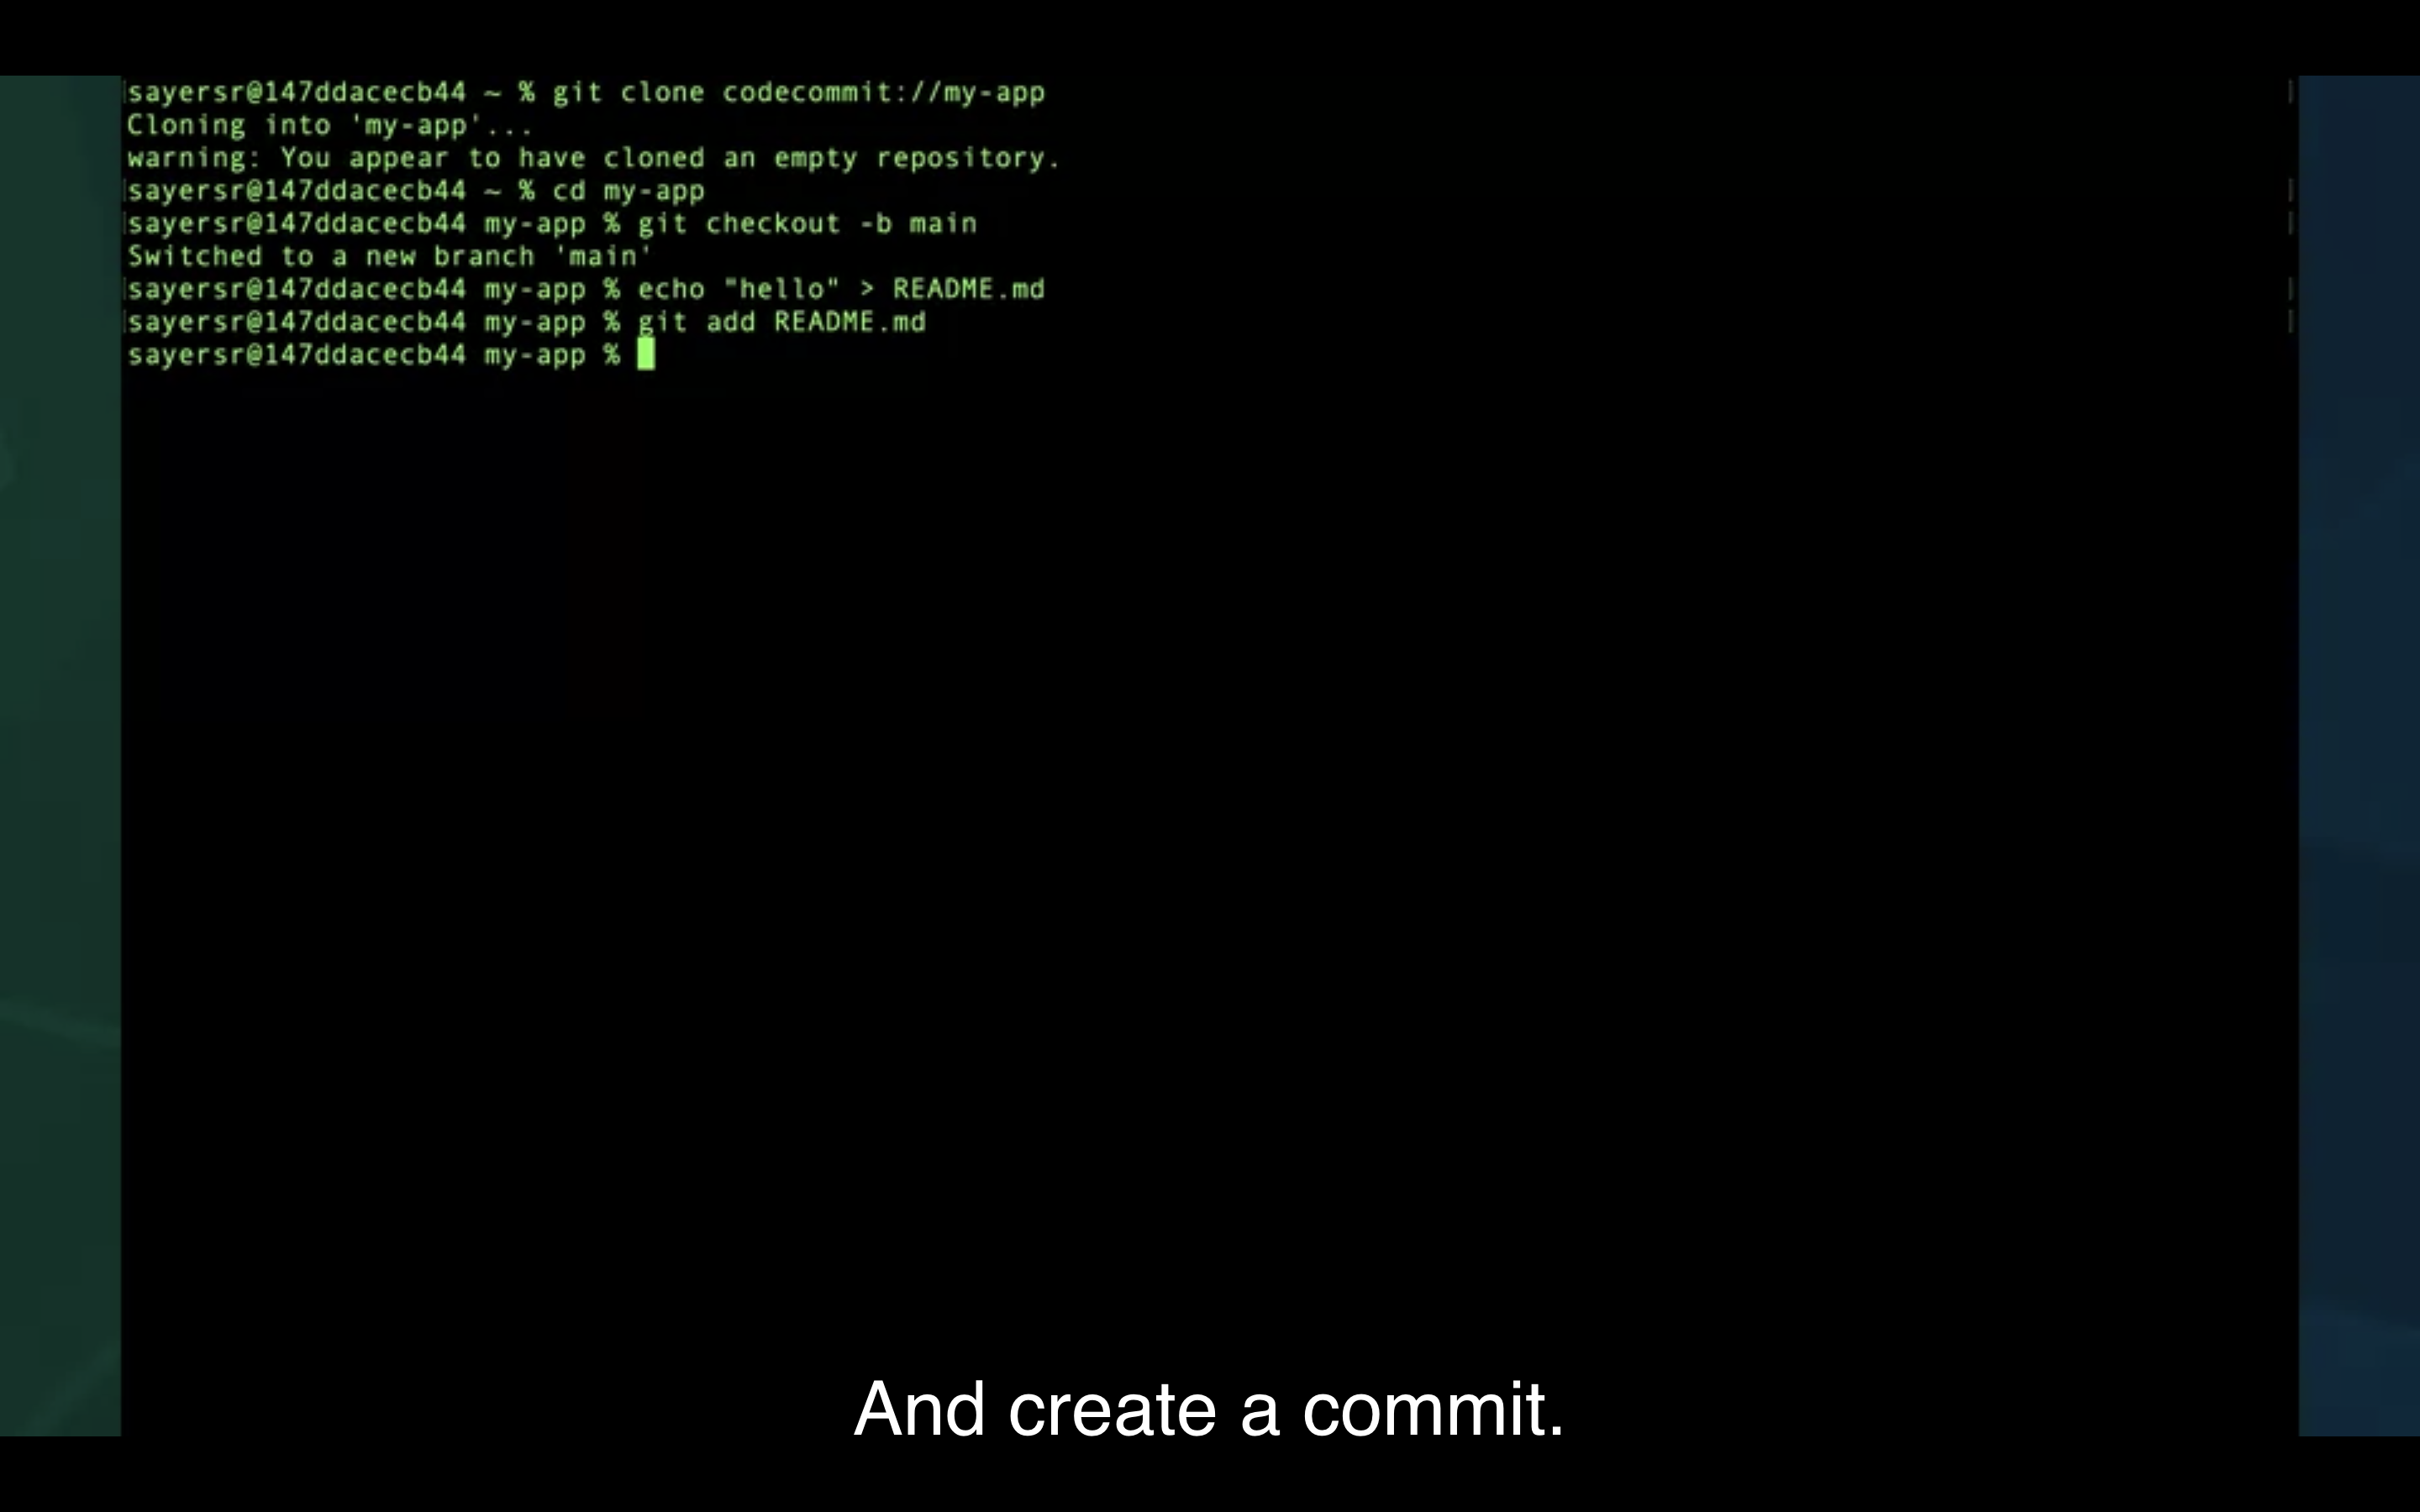 sayersr@147ddacecb44 ~ % git clone codecommit://my-app
Cloning into 'my-app'...
warning: You appear to have cloned an empty repository.
sayersr@147ddacecb44 ~ % cd my-app
sayersr@147ddacecb44 my-app % git checkout -b main
Switched to a new branch 'main'
sayersr@147ddacecb44 my-app % echo "hello" > README.md
sayersr@147ddacecb44 my-app % git add README.md
sayersr@147ddacecb44 my-app %
And create a commit.